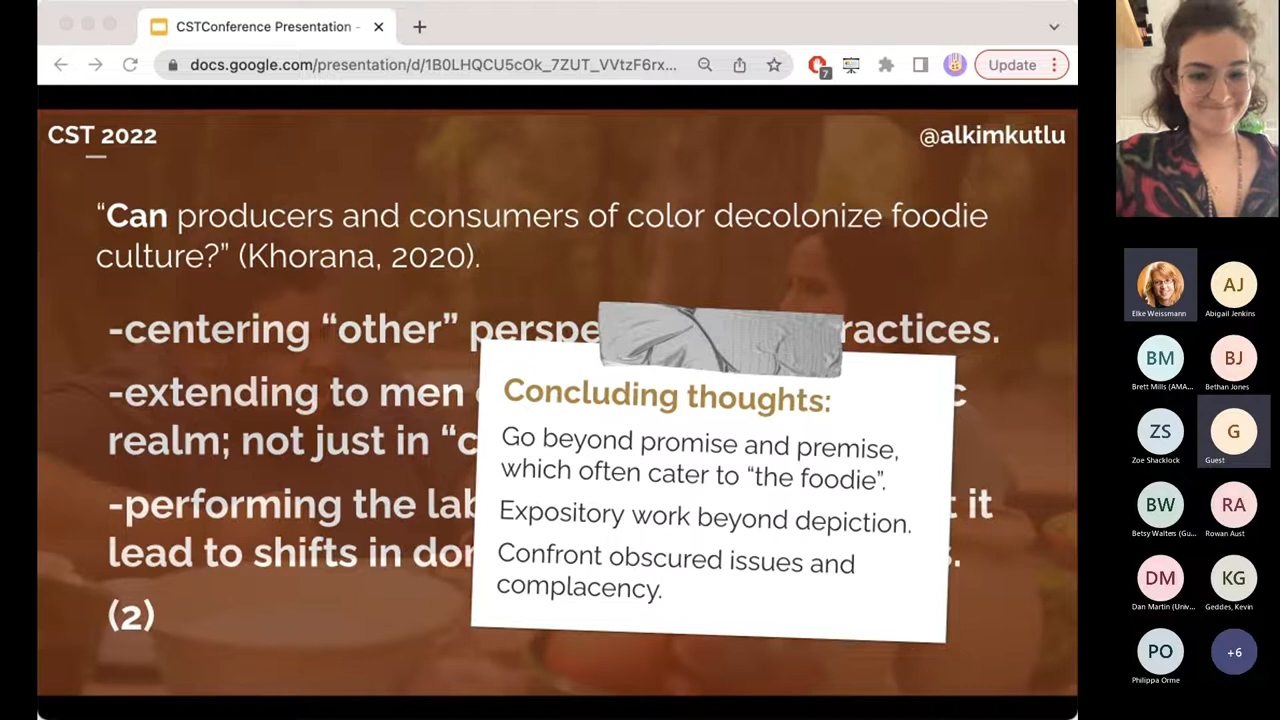 CSTConference Presentation -
docs.google.com/presentation/d/1B0LHQCU5cOk_7ZUT_VVtzF6rx...
7
Update
CST 2022
@alkimkutlu
“Can producers and consumers of color decolonize foodie
culture?” (Khorana, 2020).
-centering “other”
-extending to men
realm; not just in
-performing the
it
lead to shifts in
(2)
Concluding thoughts:
Go beyond promise and premise,
which often cater to “the foodie”.
Expository work beyond depiction.
Confront obscured issues and
complacency.
Elke Weissmann
AJ
Abigail Jenkins
BM
Brett Mills (AMA...
BJ
Bethan Jones
ZS
Zoe Shacklock
G
Guest
BW
Betsy Walters (Gu...
RA
Rowan Aust
DM
Dan Martin (Univ...
KG
Geddes, Kevin
PO
Philippa Orme
+6